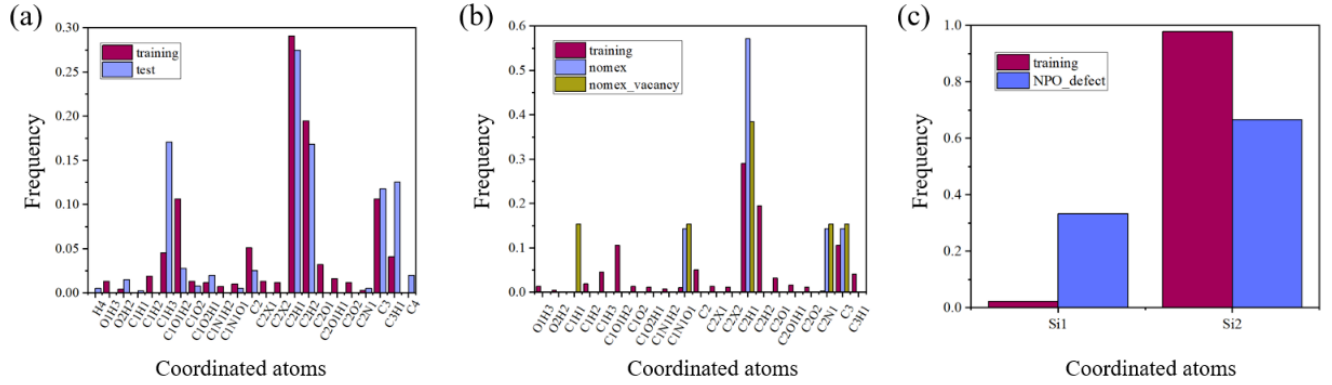 (a)
0.30
0.25
0.20
0.15
0.10
0.05
0.00
Frequency
training
test
H4
O1H3
O2H2
C1H1
C1H2
C1H3
C1O1H2
C1O2
C1O2H1
C1N1H2
C1N1O1
C2
C2X1
C2X2
C2H1
C2H2
C2O1
C2O1H1
C2O2
C2N1
C3
C3H1
C4
Coordinated atoms
(b)
0.6
0.5
0.4
0.3
0.2
0.1
0.0
Frequency
training
nomex
nomex_vacancy
O1H3
O2H2
C1H1
C1H2
C1H3
C1O1H2
C1O2
C1O2H1
C1N1H2
C1N1O1
C2
C2X1
C2X2
C2H1
C2H2
C2O1
C2O1H1
C2O2
C2N1
C3
C3H1
Coordinated atoms
(c)
1.0
0.8
0.6
0.4
0.2
0.0
Frequency
training
NPO_defect
Si1
Si2
Coordinated atoms